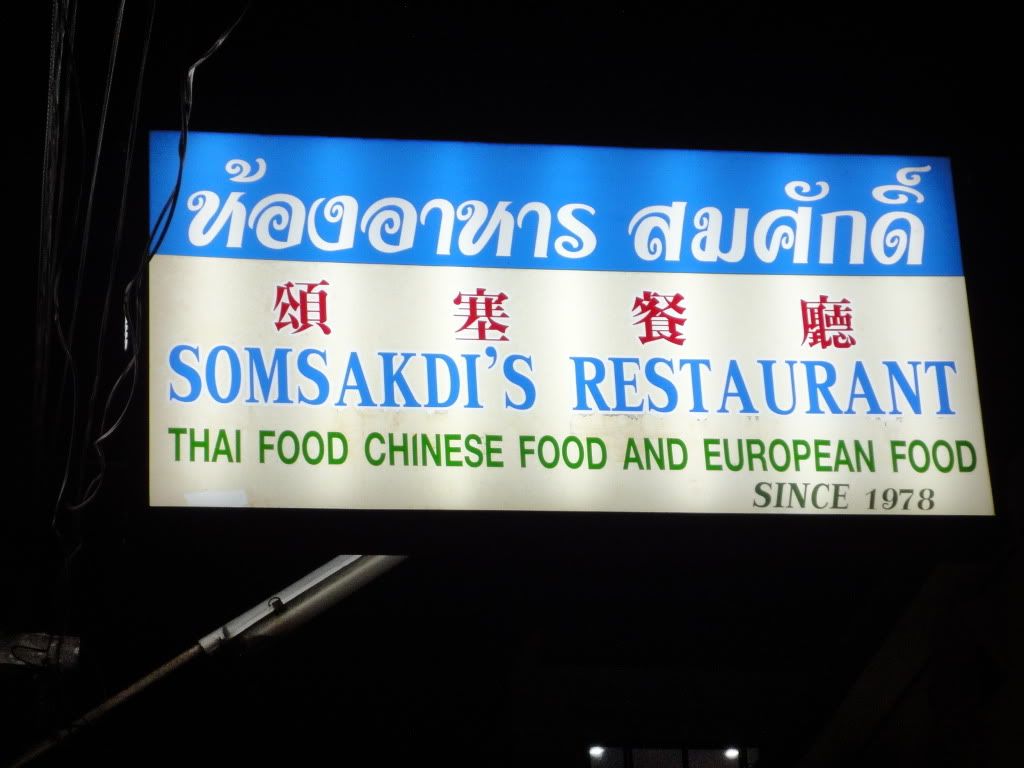 ห้องอาหาร สมศักดิ์
頌塞餐廳
SOMSAKDI'S RESTAURANT
THAI FOOD CHINESE FOOD AND EUROPEAN FOOD
SINCE 1978